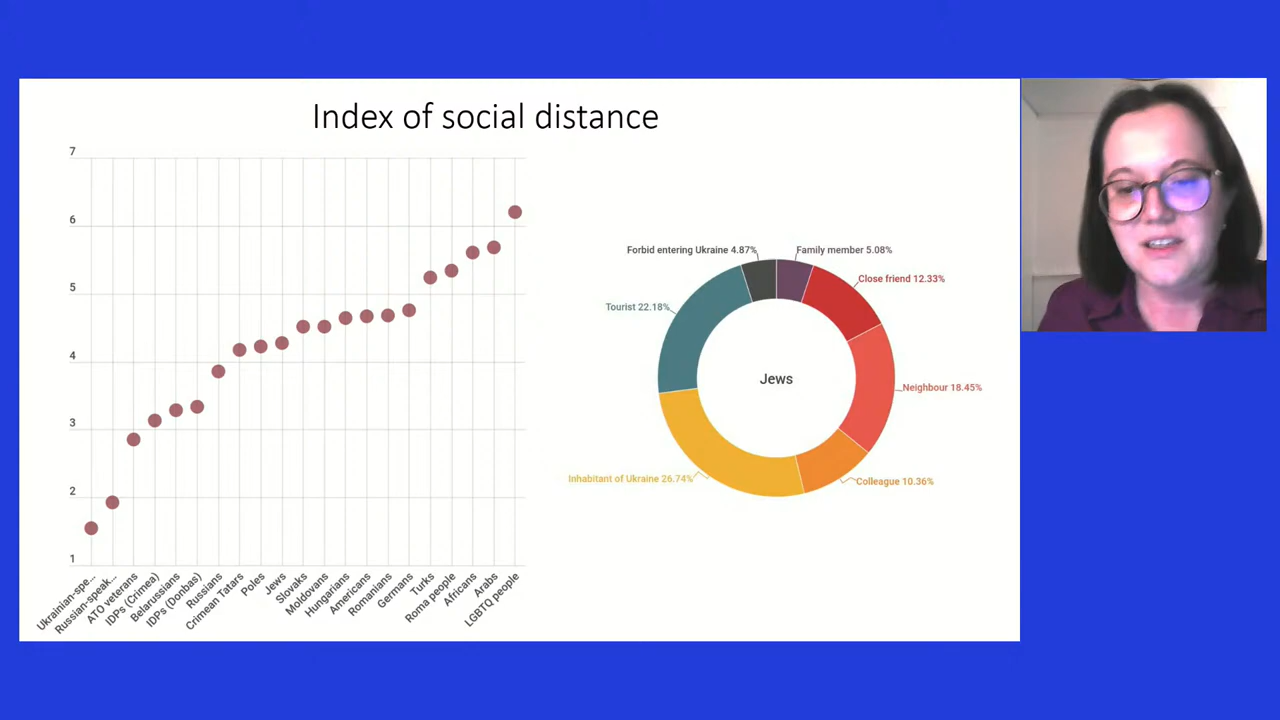 Index of social distance
7
6
5
4
3
2
1
Ukrainian-spe...
Russian-speak...
ATO veterans
IDPs (Crimea)
Belarussians
IDPs (Donbas)
Russians
Crimean Tatars
Poles
Jews
Slovaks
Moldovans
Hungarians
Americans
Romanians
Germans
Turks
Roma people
Africans
Arabs
LGBTQ people
Forbid entering Ukraine 4.87%
Family member 5.08%
Close friend 12.33%
Tourist 22.18%
Jews
Neighbour 18.45%
Inhabitant of Ukraine 26.74%
Colleague 10.36%